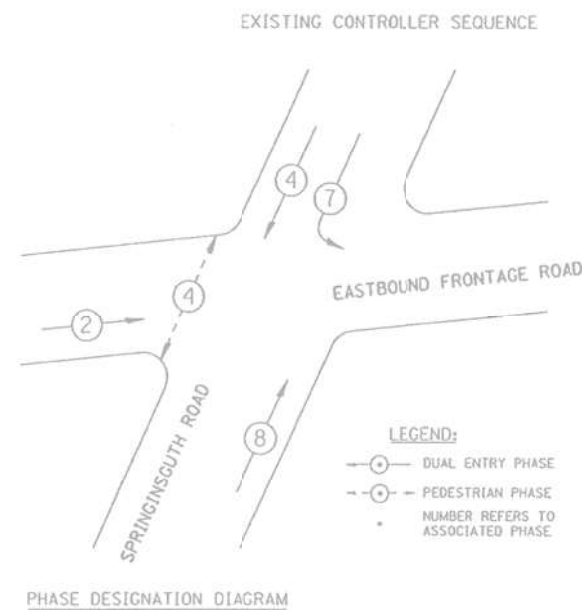 EXISTING CONTROLLER SEQUENCE
4
7
4
EASTBOUND FRONTAGE ROAD
2
8
SPRINGINSGUTH ROAD
LEGEND:
DUAL ENTRY PHASE
PEDESTRIAN PHASE
NUMBER REFERS TO
ASSOCIATED PHASE
PHASE DESIGNATION DIAGRAM